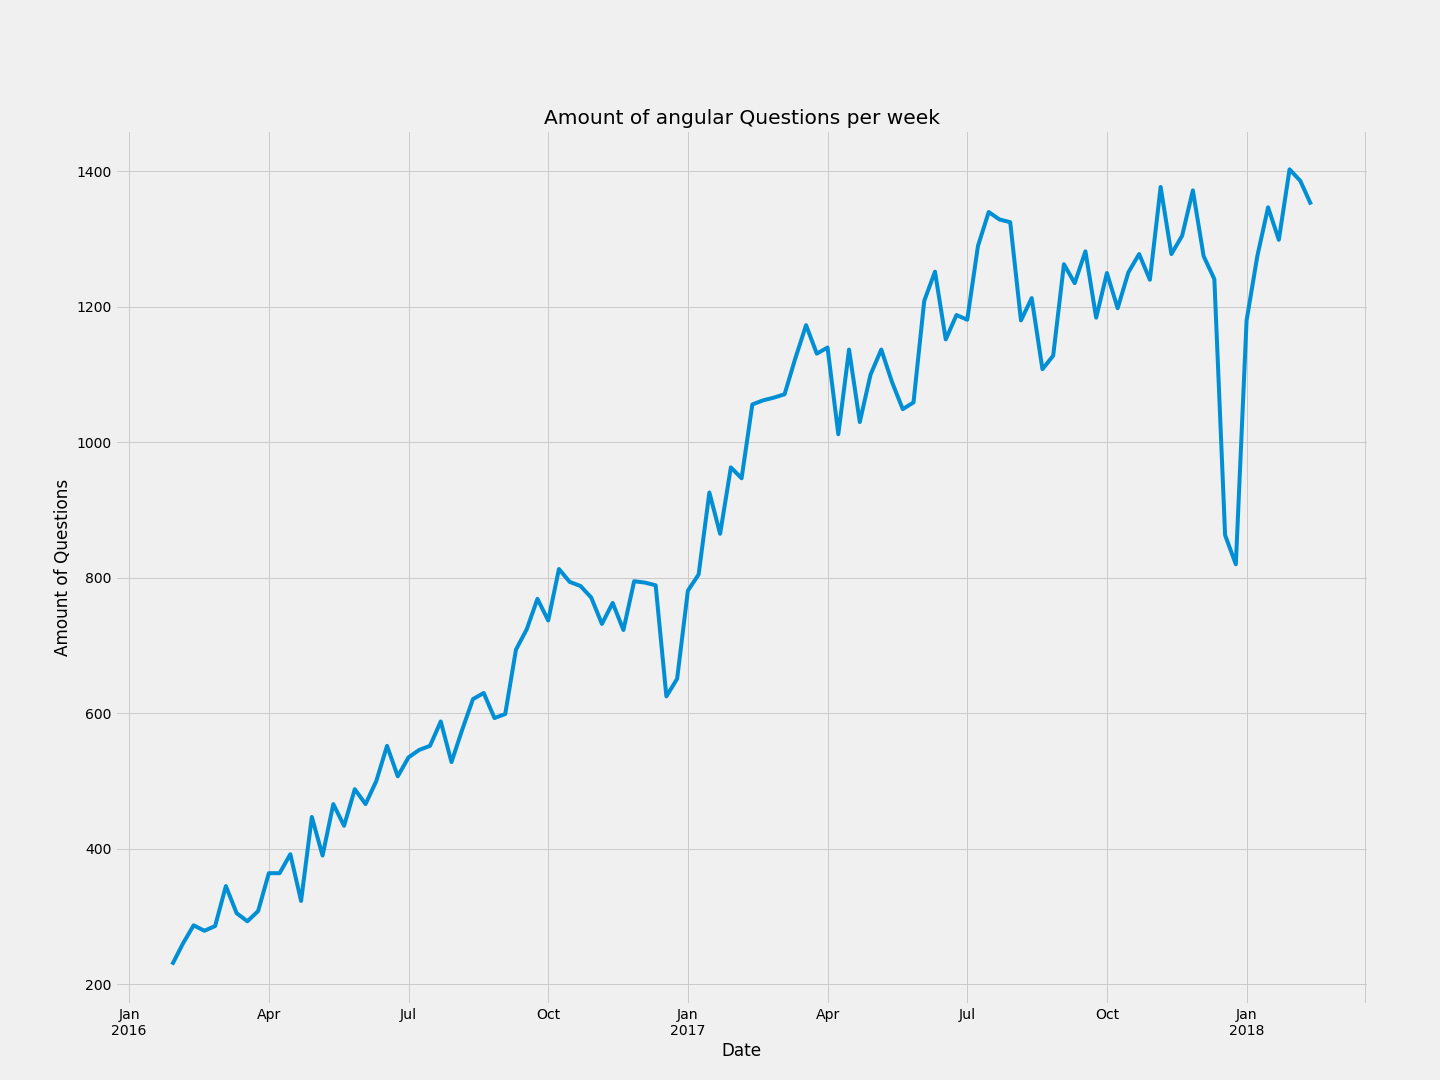 Amount of angular Questions per week
Amount of Questions
1400
1200
1000
800
600
400
200
Jan Apr Jul Oct Jan Apr Jul Oct Jan
2016 2017 2018
Date